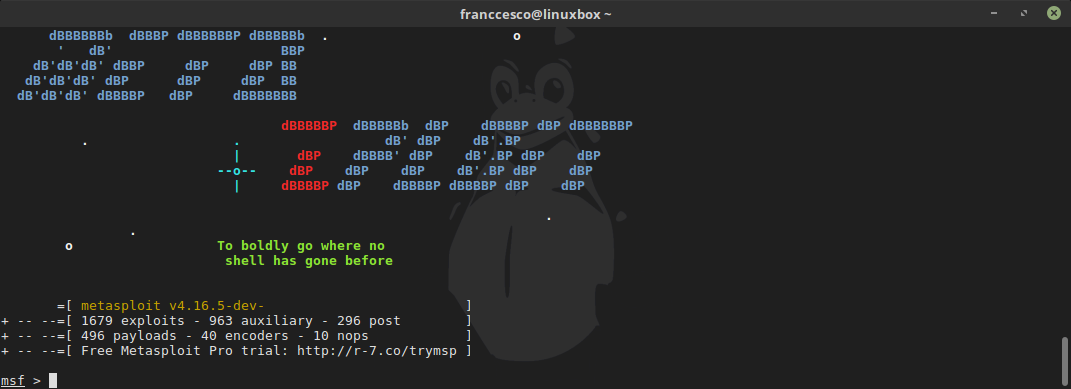 franccesco@linuxbox ~
dBBBBBBb  dBBBP dBBBBBBP dBBBBBb  .                       o
'   dB'                     BBP
dB'dB'dB' dBBP     dBP     dBP BB
dB'dB'dB' dBP      dBP     dBP  BB
dB'dB'dB' dBBBBP   dBP     dBBBBBBB
dBBBBBP  dBBBBBb  dBP    dBBBBP dBP dBBBBBBP
.                  .                  dB' dBP    dB'.BP
|       dBP    dBBBB' dBP    dB'.BP dBP    dBP
--o--    dBP    dBP    dBP    dB'.BP dBP    dBP
|     dBBBBP dBP    dBBBBP dBBBBP dBP    dBP
.
.
o                  To boldly go where no
shell has gone before
=[ metasploit v4.16.5-dev-                         ]
+ -- --=[ 1679 exploits - 963 auxiliary - 296 post        ]
+ -- --=[ 496 payloads - 40 encoders - 10 nops            ]
+ -- --=[ Free Metasploit Pro trial: http://r-7.co/trymsp ]
msf >